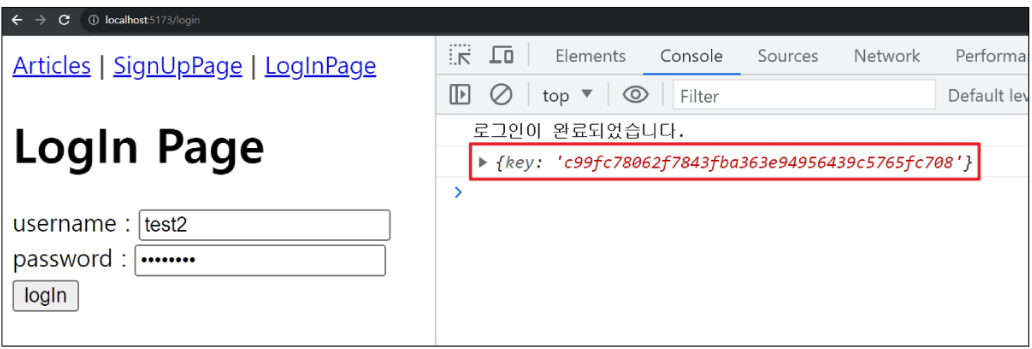 localhost:5173/login
Articles | SignUpPage | LogInPage
LogIn Page
username : test2
password : ••••••••
logIn
Elements Console Sources Network Performa
top ▼ Filter Default lev
로그인이 완료되었습니다.
▶ {key: 'c99fc78062f7843fba363e94956439c5765fc708'}
>